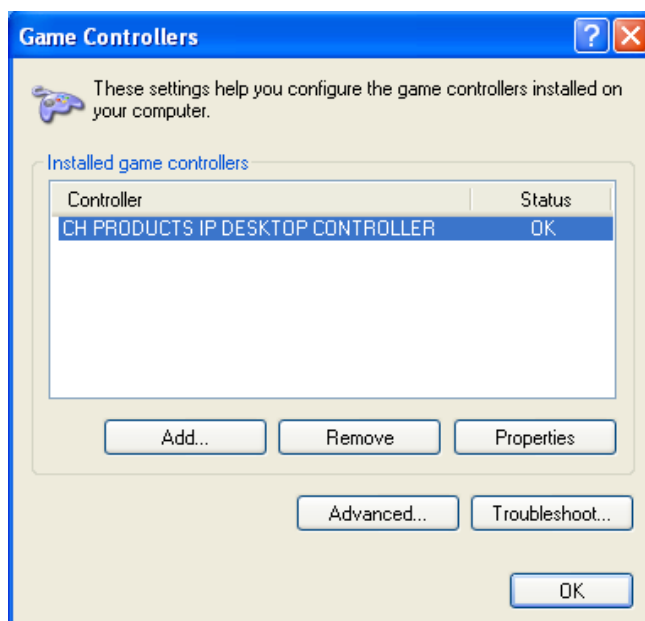 Game Controllers
These settings help you configure the game controllers installed on
your computer.
Installed game controllers
Controller Status
CH PRODUCTS IP DESKTOP CONTROLLER OK
Add... Remove Properties
Advanced... Troubleshoot...
OK